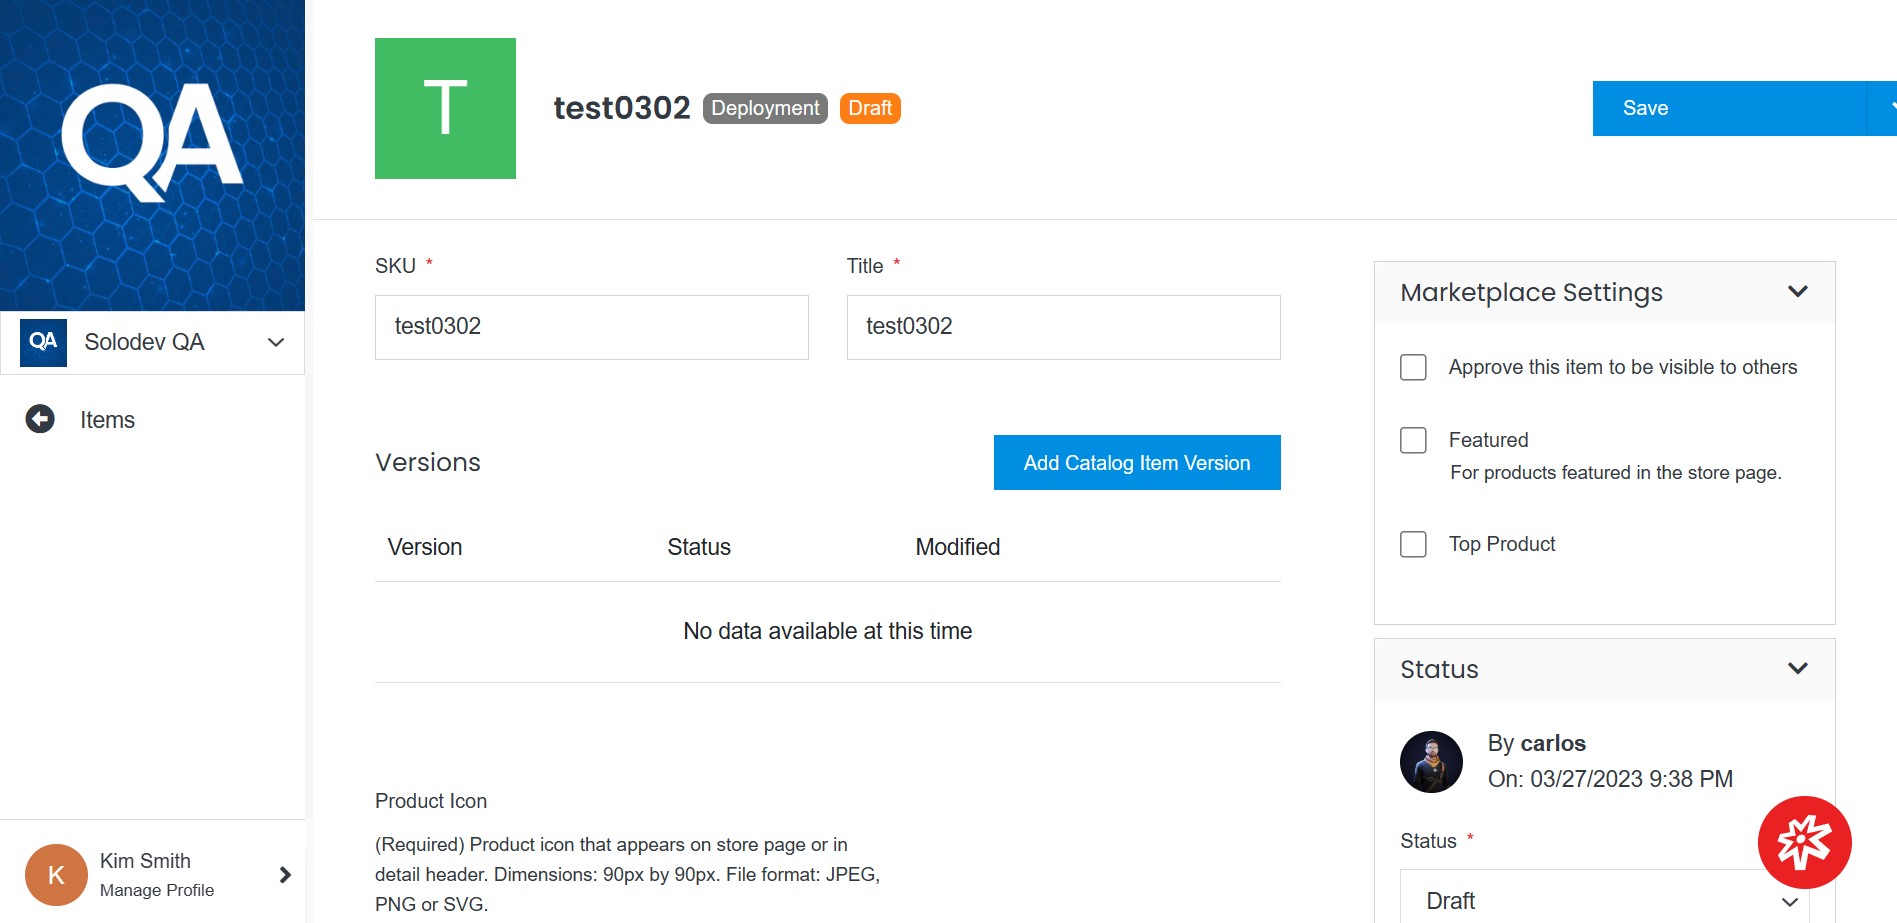 QA
QA
Solodev QA
Items
K
Kim Smith
Manage Profile
T
test0302
Deployment
Draft
Save
SKU *
Title *
test0302
test0302
Versions
Add Catalog Item Version
Version Status Modified
No data available at this time
Product Icon
(Required) Product icon that appears on store page or in
detail header. Dimensions: 90px by 90px. File format: JPEG,
PNG or SVG.
Marketplace Settings
Approve this item to be visible to others
Featured
For products featured in the store page.
Top Product
Status
By carlos
On: 03/27/2023 9:38 PM
Status *
Draft